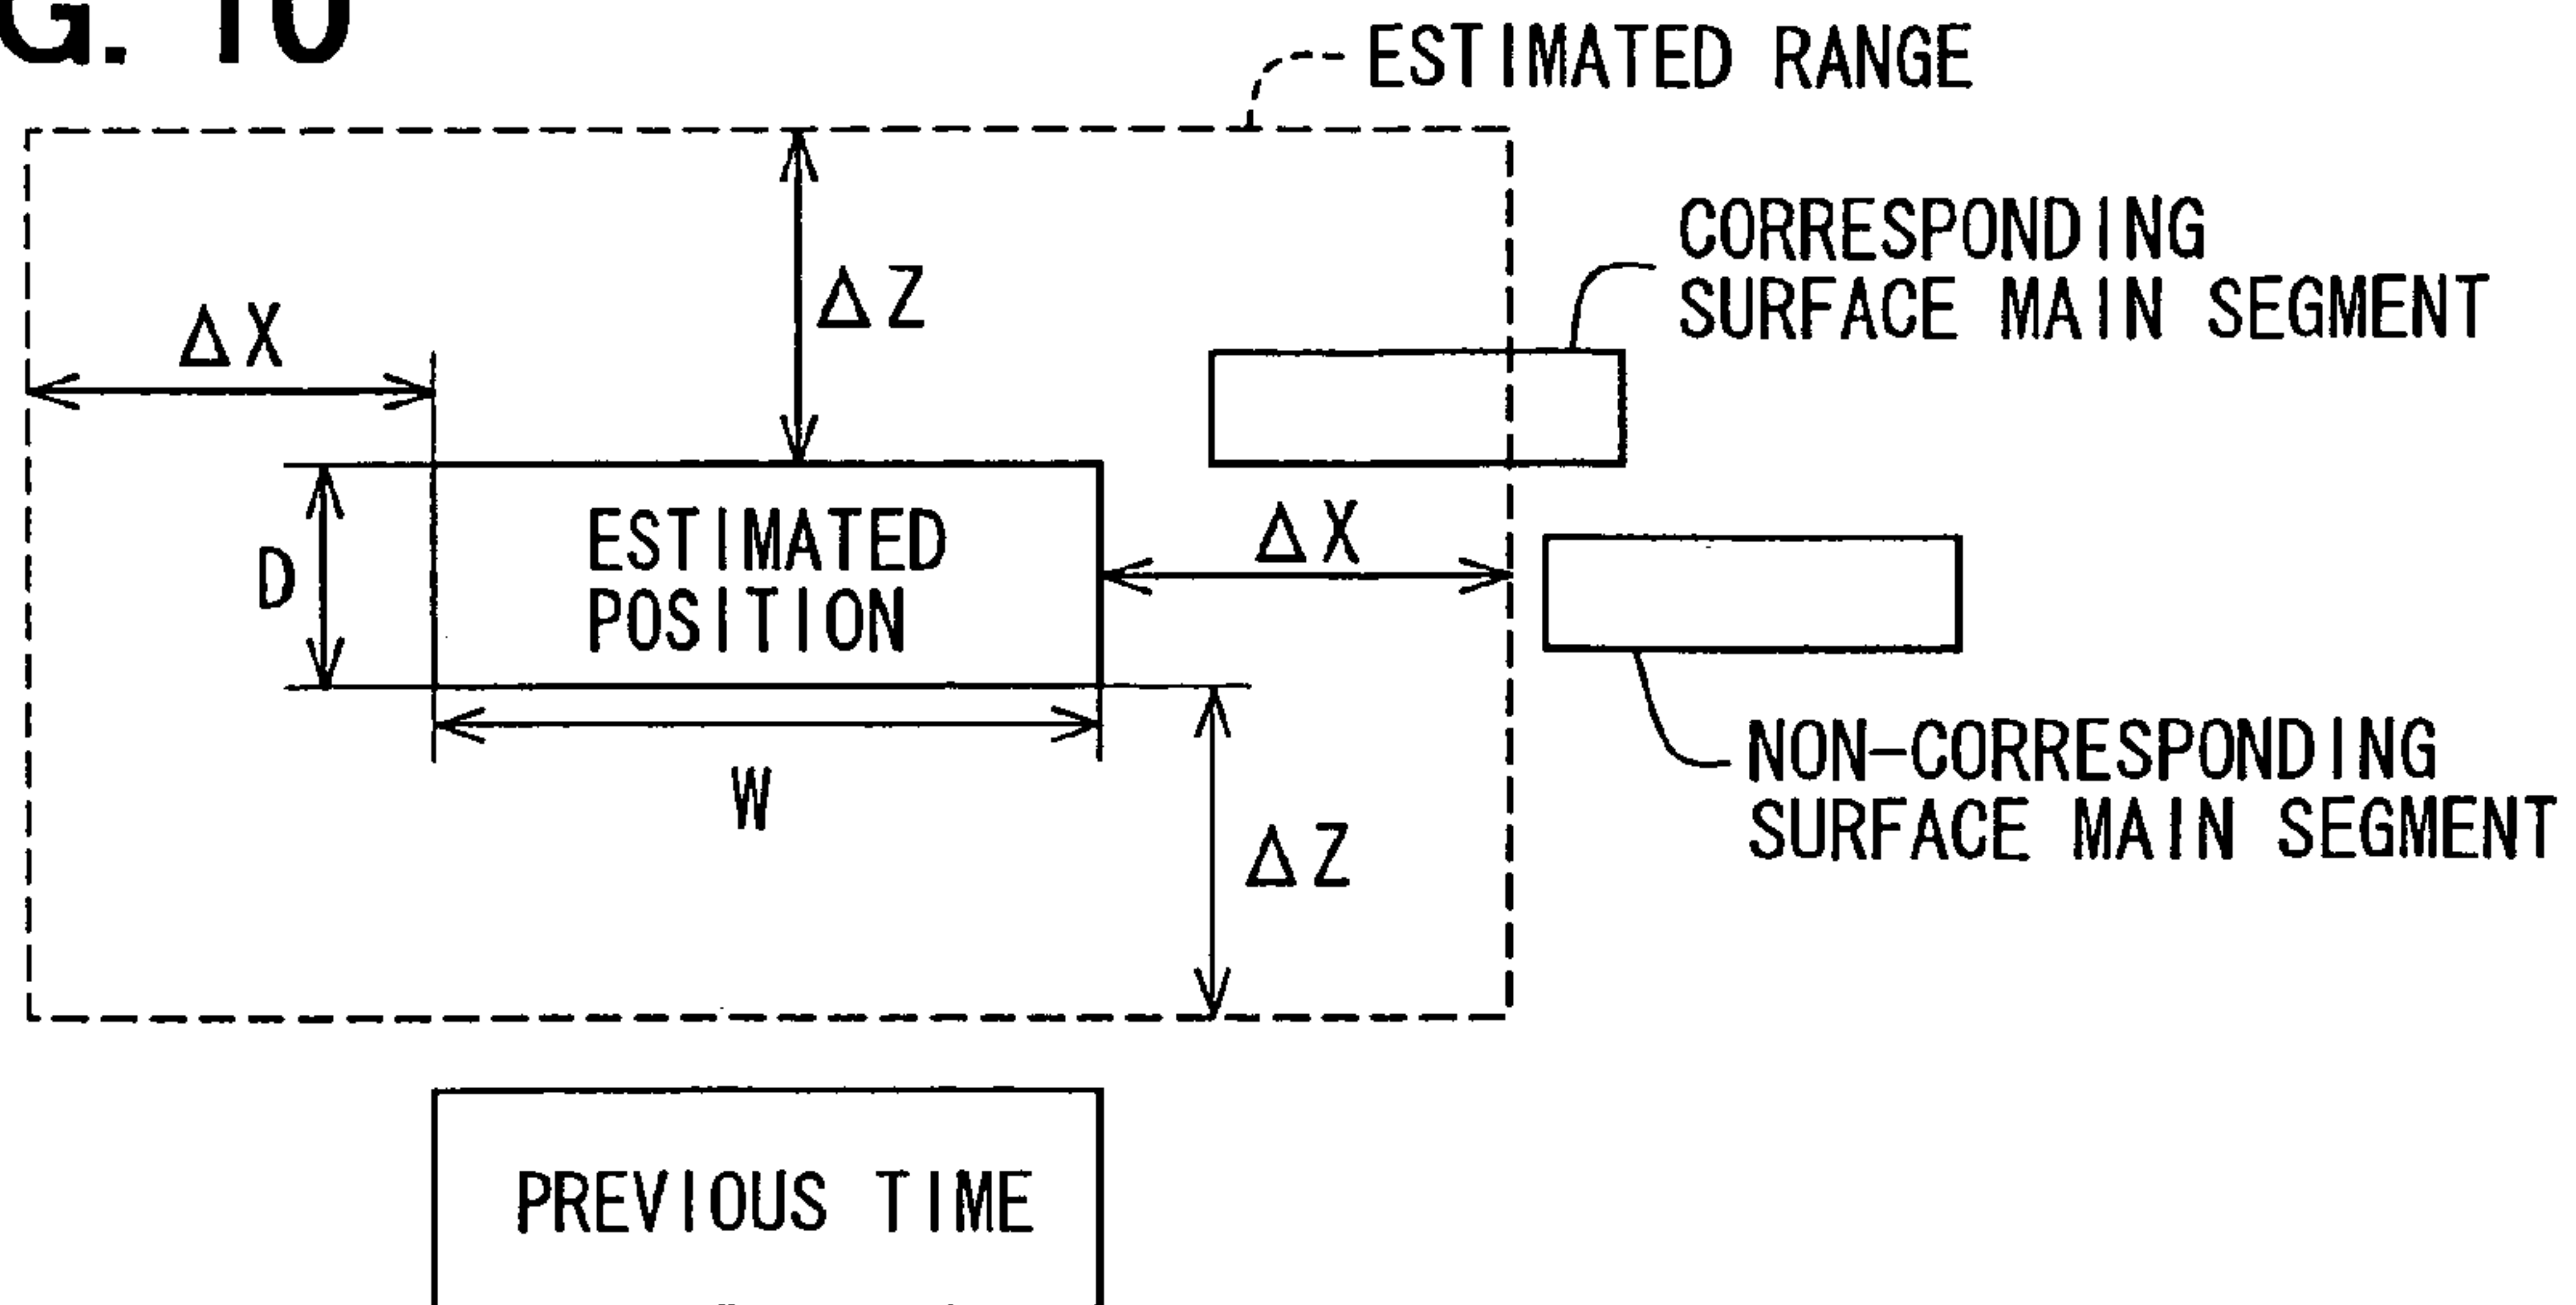 G. 10
ESTIMATED RANGE
CORRESPONDING
SURFACE MAIN SEGMENT
ΔZ
ΔX
ESTIMATED
POSITION
ΔX
D
NON-CORRESPONDING
SURFACE MAIN SEGMENT
W
ΔZ
PREVIOUS TIME